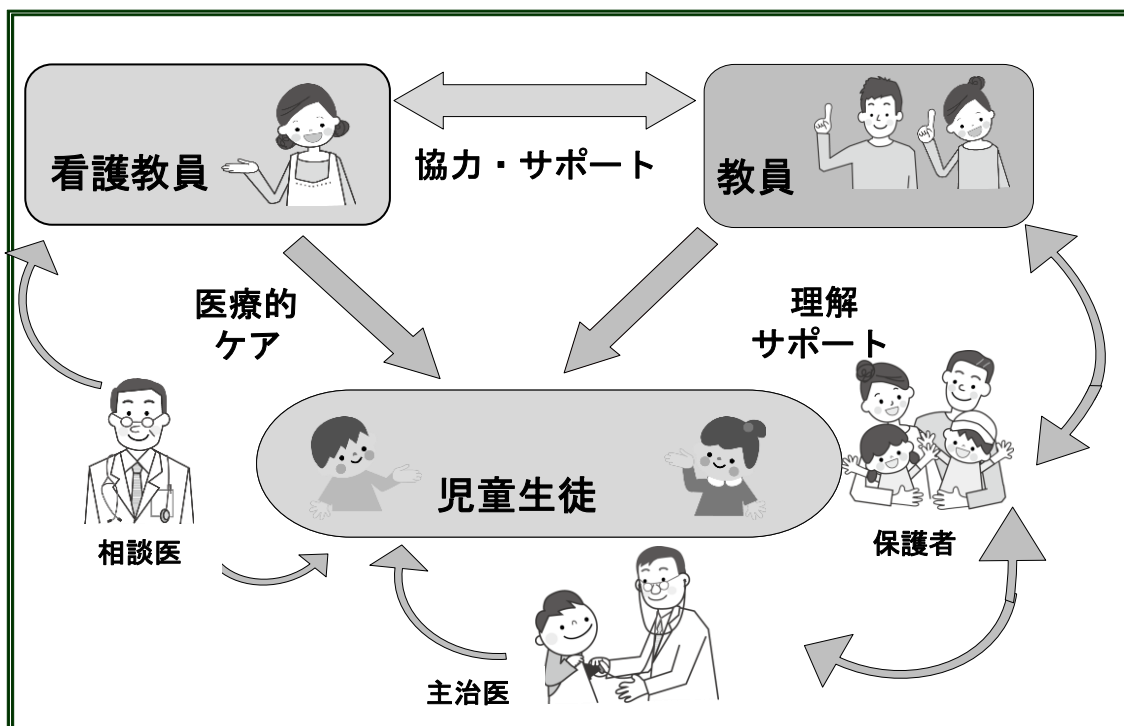 看護教員
協力・サポート
教員
医療的
ケア
理解
サポート
児童生徒
相談医
保護者
主治医